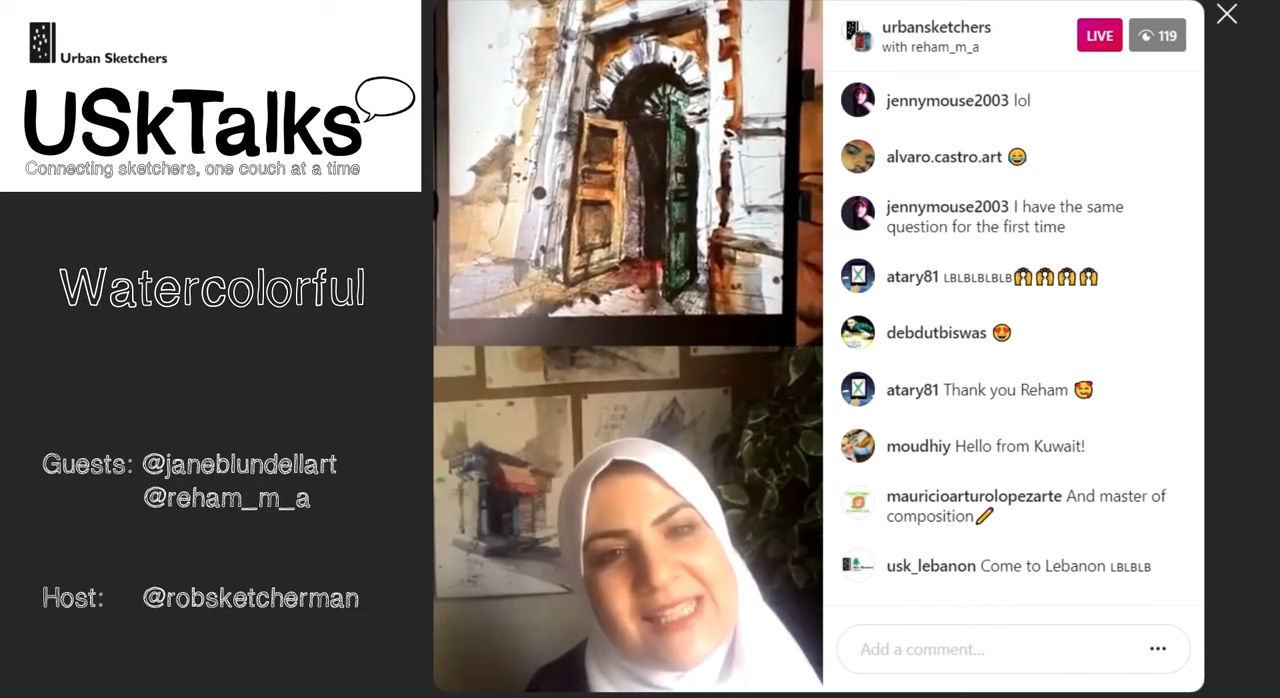 Urban Sketchers
USkTalks
Connecting sketchers, one couch at a time
Watercolorful
Guests: @janeblundellart
@reham_m_a
Host: @robsketcherman
urbansketchers
with reham_m_a
LIVE
119
jennymouse2003 lol
alvaro.castro.art 😂
jennymouse2003 I have the same
question for the first time
atary81 LBLBLBLBLB🙌🙌🙌🙌
debdutbiswas 😍
atary81 Thank you Reham 🥰
moudhiy Hello from Kuwait!
mauricioarturolopezarte And master of
composition✏️
usk_lebanon Come to Lebanon LBLBLB
Add a comment...